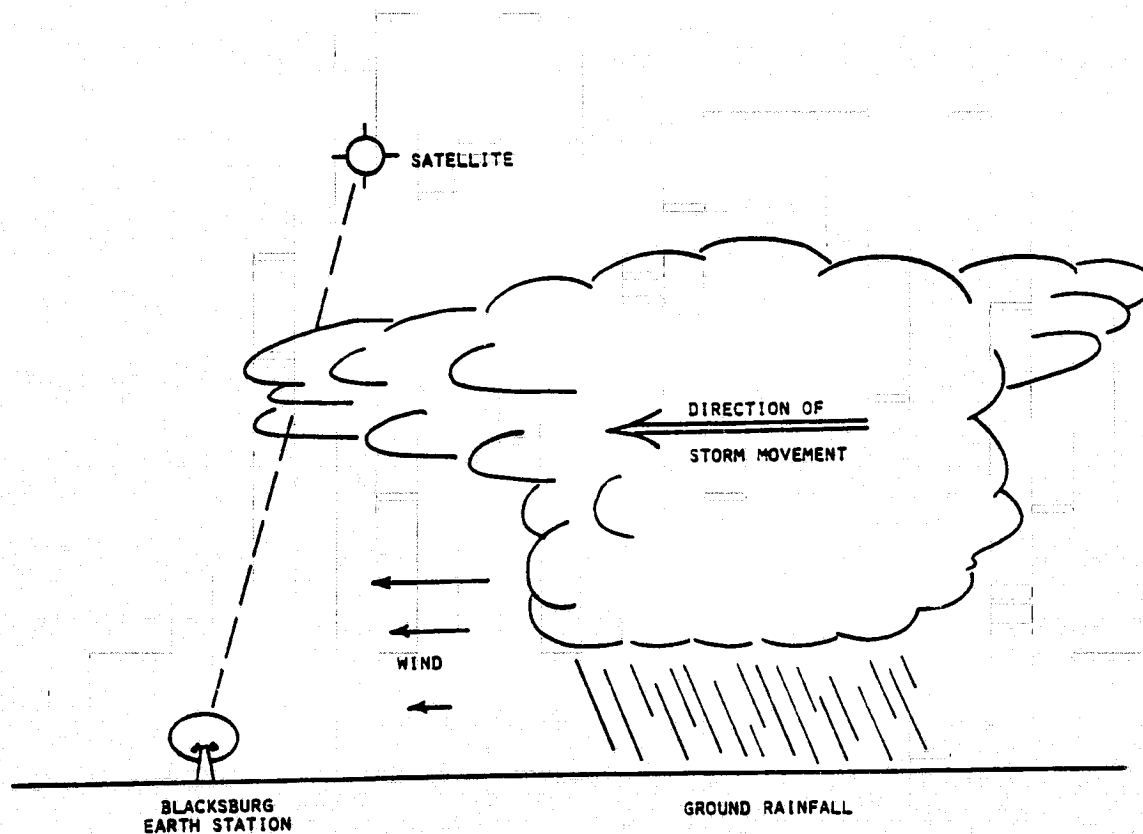 SATELLITE
DIRECTION OF
STORM MOVEMENT
WIND
BLACKSBURG
EARTH STATION
GROUND RAINFALL